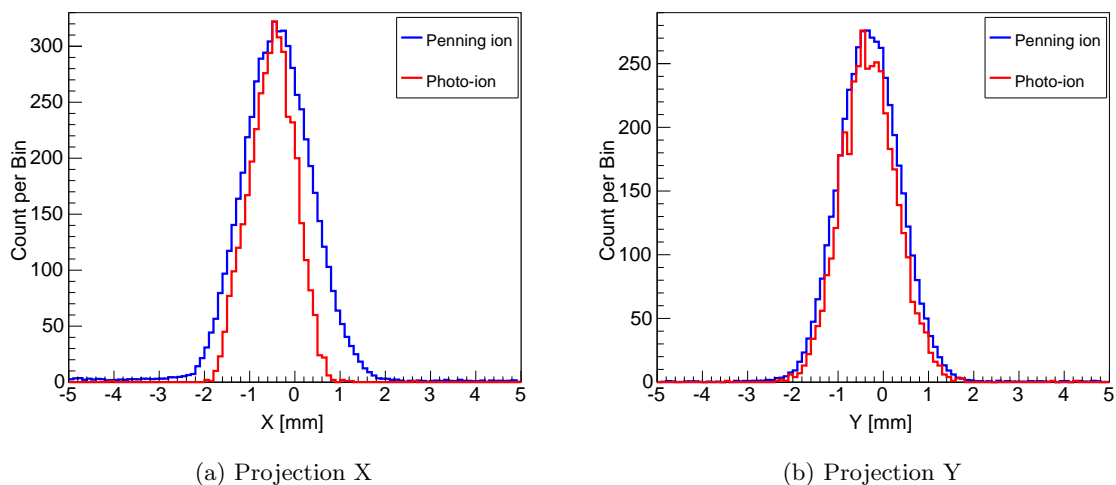 Count per Bin
300
250
200
150
100
50
0
Penning ion
Photo-ion
-5 -4 -3 -2 -1 0 1 2 3 4 5
X [mm]
(a) Projection X
Count per Bin
250
200
150
100
50
0
Penning ion
Photo-ion
-5 -4 -3 -2 -1 0 1 2 3 4 5
Y [mm]
(b) Projection Y